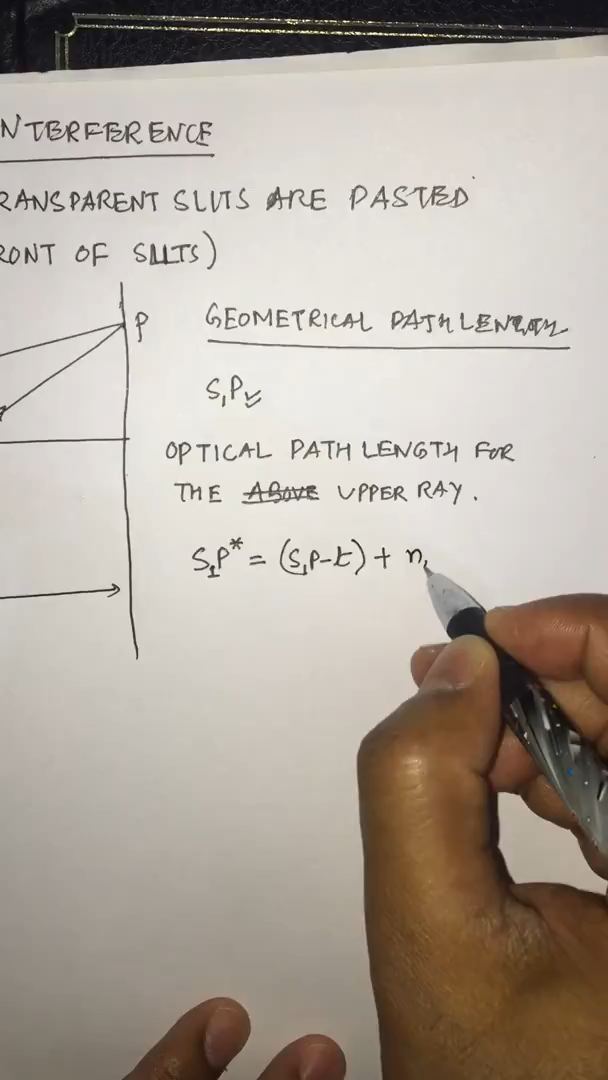 NTERFERENCE
RANSPARENT SLITS ARE PASTED
RONT OF SLITS)
P
GEOMETRICAL PATH LENGTH
S₁P
OPTICAL PATH LENGTH FOR
THE ABOVE UPPER RAY.
S₁P* = (S₁P-t) + n₁